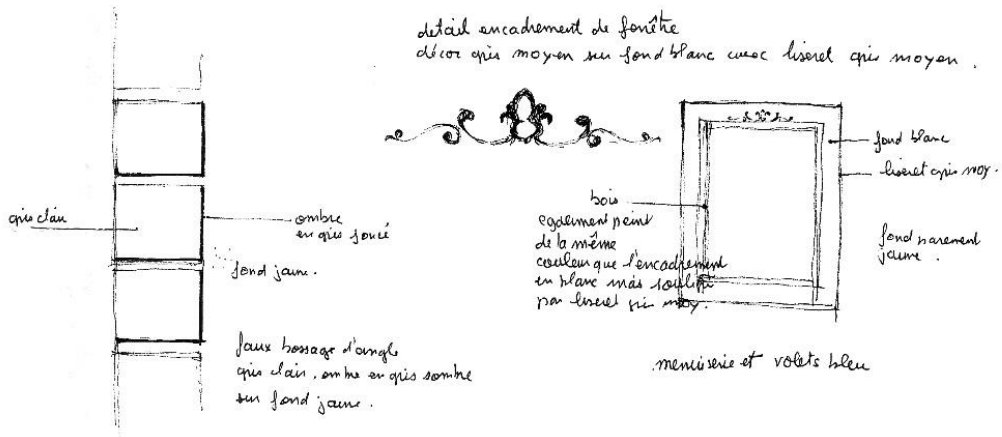 detail encadrement de fenêtre
décor gris moyen sur fond blanc avec liseret gris moyen.
gris clair
ombre
en gris foncé
fond jaune.
faux bossage d'angle
gris clair. ombre en gris sombre
sur fond jaune.
bois
egalement peint
de la même
couleur que l'encadrement
en blanc mais
par liseret gris moy.
fond blanc
liseret gris moy.
fond parement
jaune.
menuiserie et volets bleu